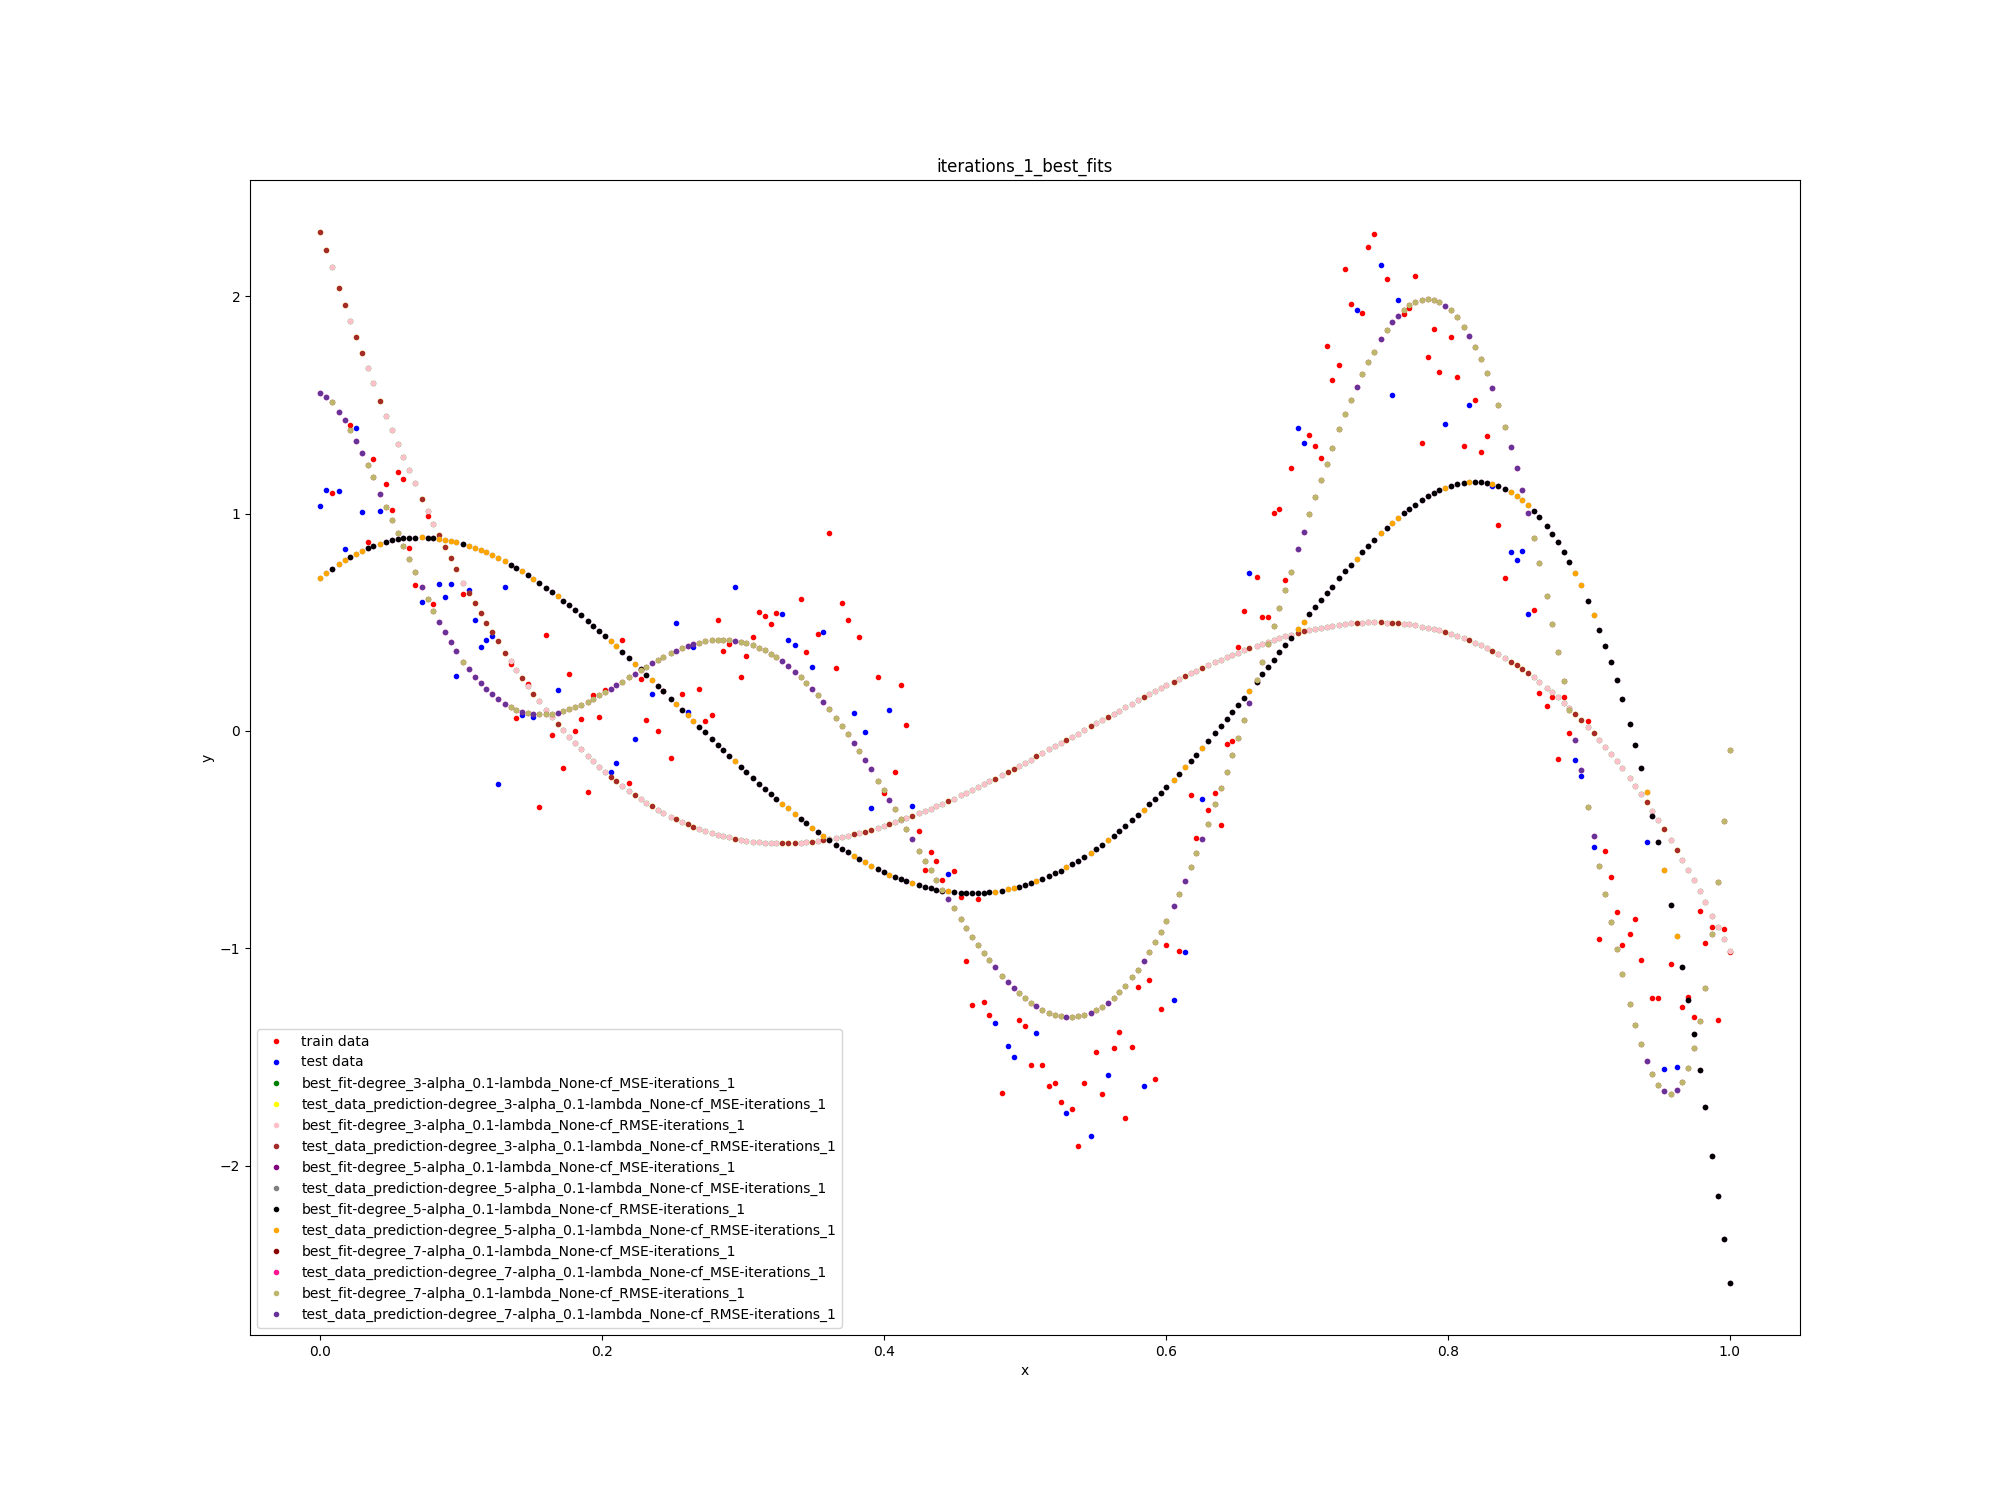 iterations_1_best_fits
y
2
1
0
−1
−2
train data
test data
best_fit-degree_3-alpha_0.1-lambda_None-cf_MSE-iterations_1
test_data_prediction-degree_3-alpha_0.1-lambda_None-cf_MSE-iterations_1
best_fit-degree_3-alpha_0.1-lambda_None-cf_RMSE-iterations_1
test_data_prediction-degree_3-alpha_0.1-lambda_None-cf_RMSE-iterations_1
best_fit-degree_5-alpha_0.1-lambda_None-cf_MSE-iterations_1
test_data_prediction-degree_5-alpha_0.1-lambda_None-cf_MSE-iterations_1
best_fit-degree_5-alpha_0.1-lambda_None-cf_RMSE-iterations_1
test_data_prediction-degree_5-alpha_0.1-lambda_None-cf_RMSE-iterations_1
best_fit-degree_7-alpha_0.1-lambda_None-cf_MSE-iterations_1
test_data_prediction-degree_7-alpha_0.1-lambda_None-cf_MSE-iterations_1
best_fit-degree_7-alpha_0.1-lambda_None-cf_RMSE-iterations_1
test_data_prediction-degree_7-alpha_0.1-lambda_None-cf_RMSE-iterations_1
0.0 0.2 0.4 0.6 0.8 1.0
x